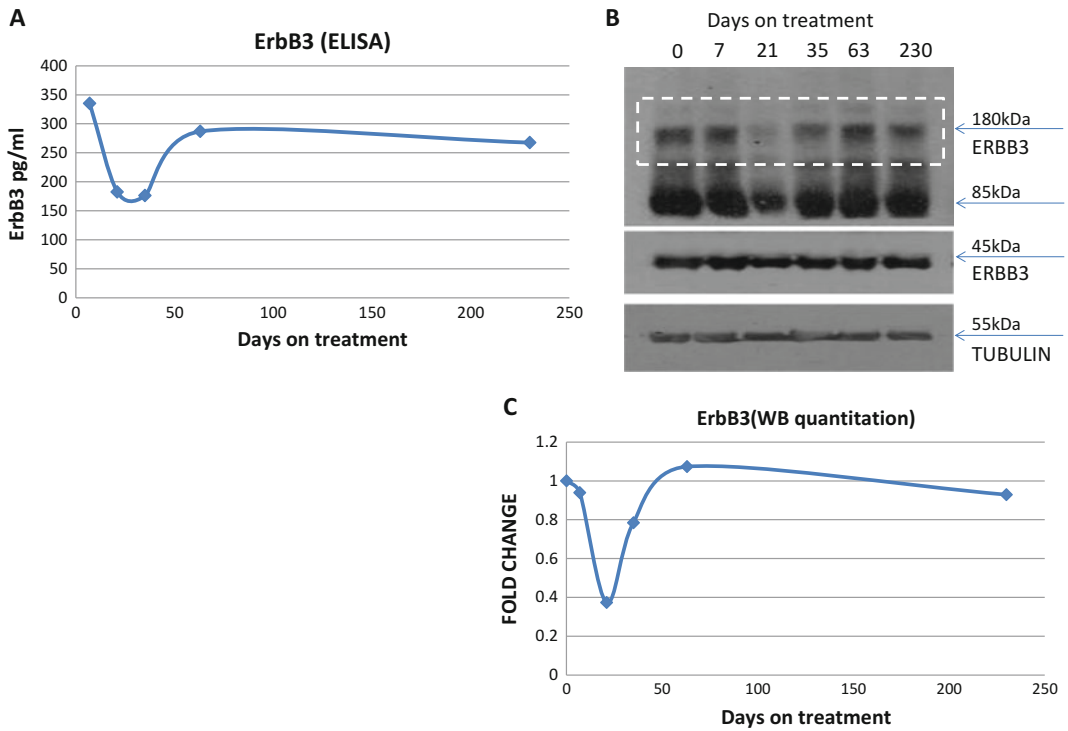 A
ErbB3 (ELISA)
ErbB3 pg/ml
400
350
300
250
200
150
100
50
0
0 50 100 150 200 250
Days on treatment
B
Days on treatment
0 7 21 35 63 230
180kDa
ERBB3
85kDa
45kDa
ERBB3
55kDa
TUBULIN
C
ErbB3(WB quantitation)
FOLD CHANGE
1.2
1
0.8
0.6
0.4
0.2
0
0 50 100 150 200 250
Days on treatment